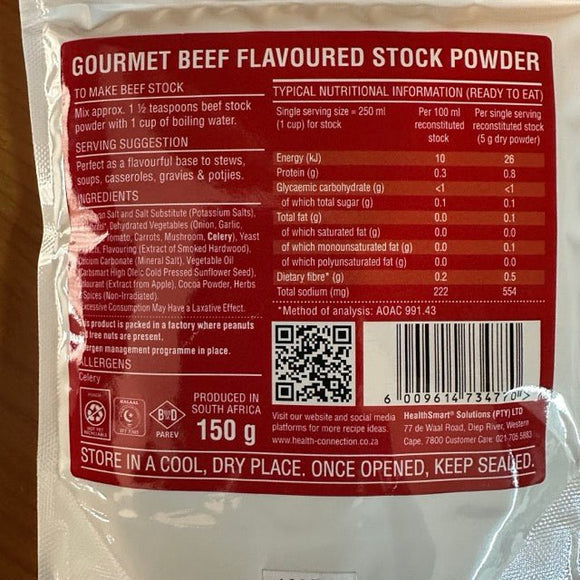 GOURMET BEEF FLAVOURED STOCK POWDER
TO MAKE BEEF STOCK
Mix approx. 1 ½ teaspoons beef stock
powder with 1 cup of boiling water.
SERVING SUGGESTION
Perfect as a flavourful base to stews,
soups, casseroles, gravies & potjies.
INGREDIENTS
Salt and Salt Substitute (Potassium Salts),
Dehydrated Vegetables (Onion, Garlic,
Tomato, Carrots, Mushroom, Celery), Yeast
Flavouring (Extract of Smoked Hardwood),
Carbonate (Mineral Salt), Vegetable Oil
High Oleic Cold Pressed Sunflower Seed),
(Extract from Apple), Cocoa Powder, Herbs
Spices (Non-Irradiated).
Excessive Consumption May Have a Laxative Effect.
product is packed in a factory where peanuts
tree nuts are present.
management programme in place.
ALLERGENS
Celery
TYPICAL NUTRITIONAL INFORMATION (READY TO EAT)
Single serving size = 250 ml (1 cup) for stock Per 100 ml reconstituted stock Per single serving reconstituted stock (5 g dry powder)
Energy (kJ) 10 26
Protein (g) 0.3 0.8
Glycaemic carbohydrate (g) <1 <1
of which total sugar (g) 0.1 0.1
Total fat (g) 0.0 0.1
of which saturated fat (g) 0.0 0.0
of which monounsaturated fat (g) 0.0 0.1
of which polyunsaturated fat (g) 0.0 0.0
Dietary fibre* (g) 0.2 0.5
Total sodium (mg) 222 554
*Method of analysis: AOAC 991.43
PAREV
PRODUCED IN
SOUTH AFRICA
150 g
Visit our website and social media
platforms for more recipe ideas.
www.health-connection.co.za
6 009614 73477 >
HealthSmart® Solutions (PTY) LTD
77 de Waal Road, Diep River, Western
Cape, 7800 Customer Care: 021-705 5883
STORE IN A COOL, DRY PLACE. ONCE OPENED, KEEP SEALED.